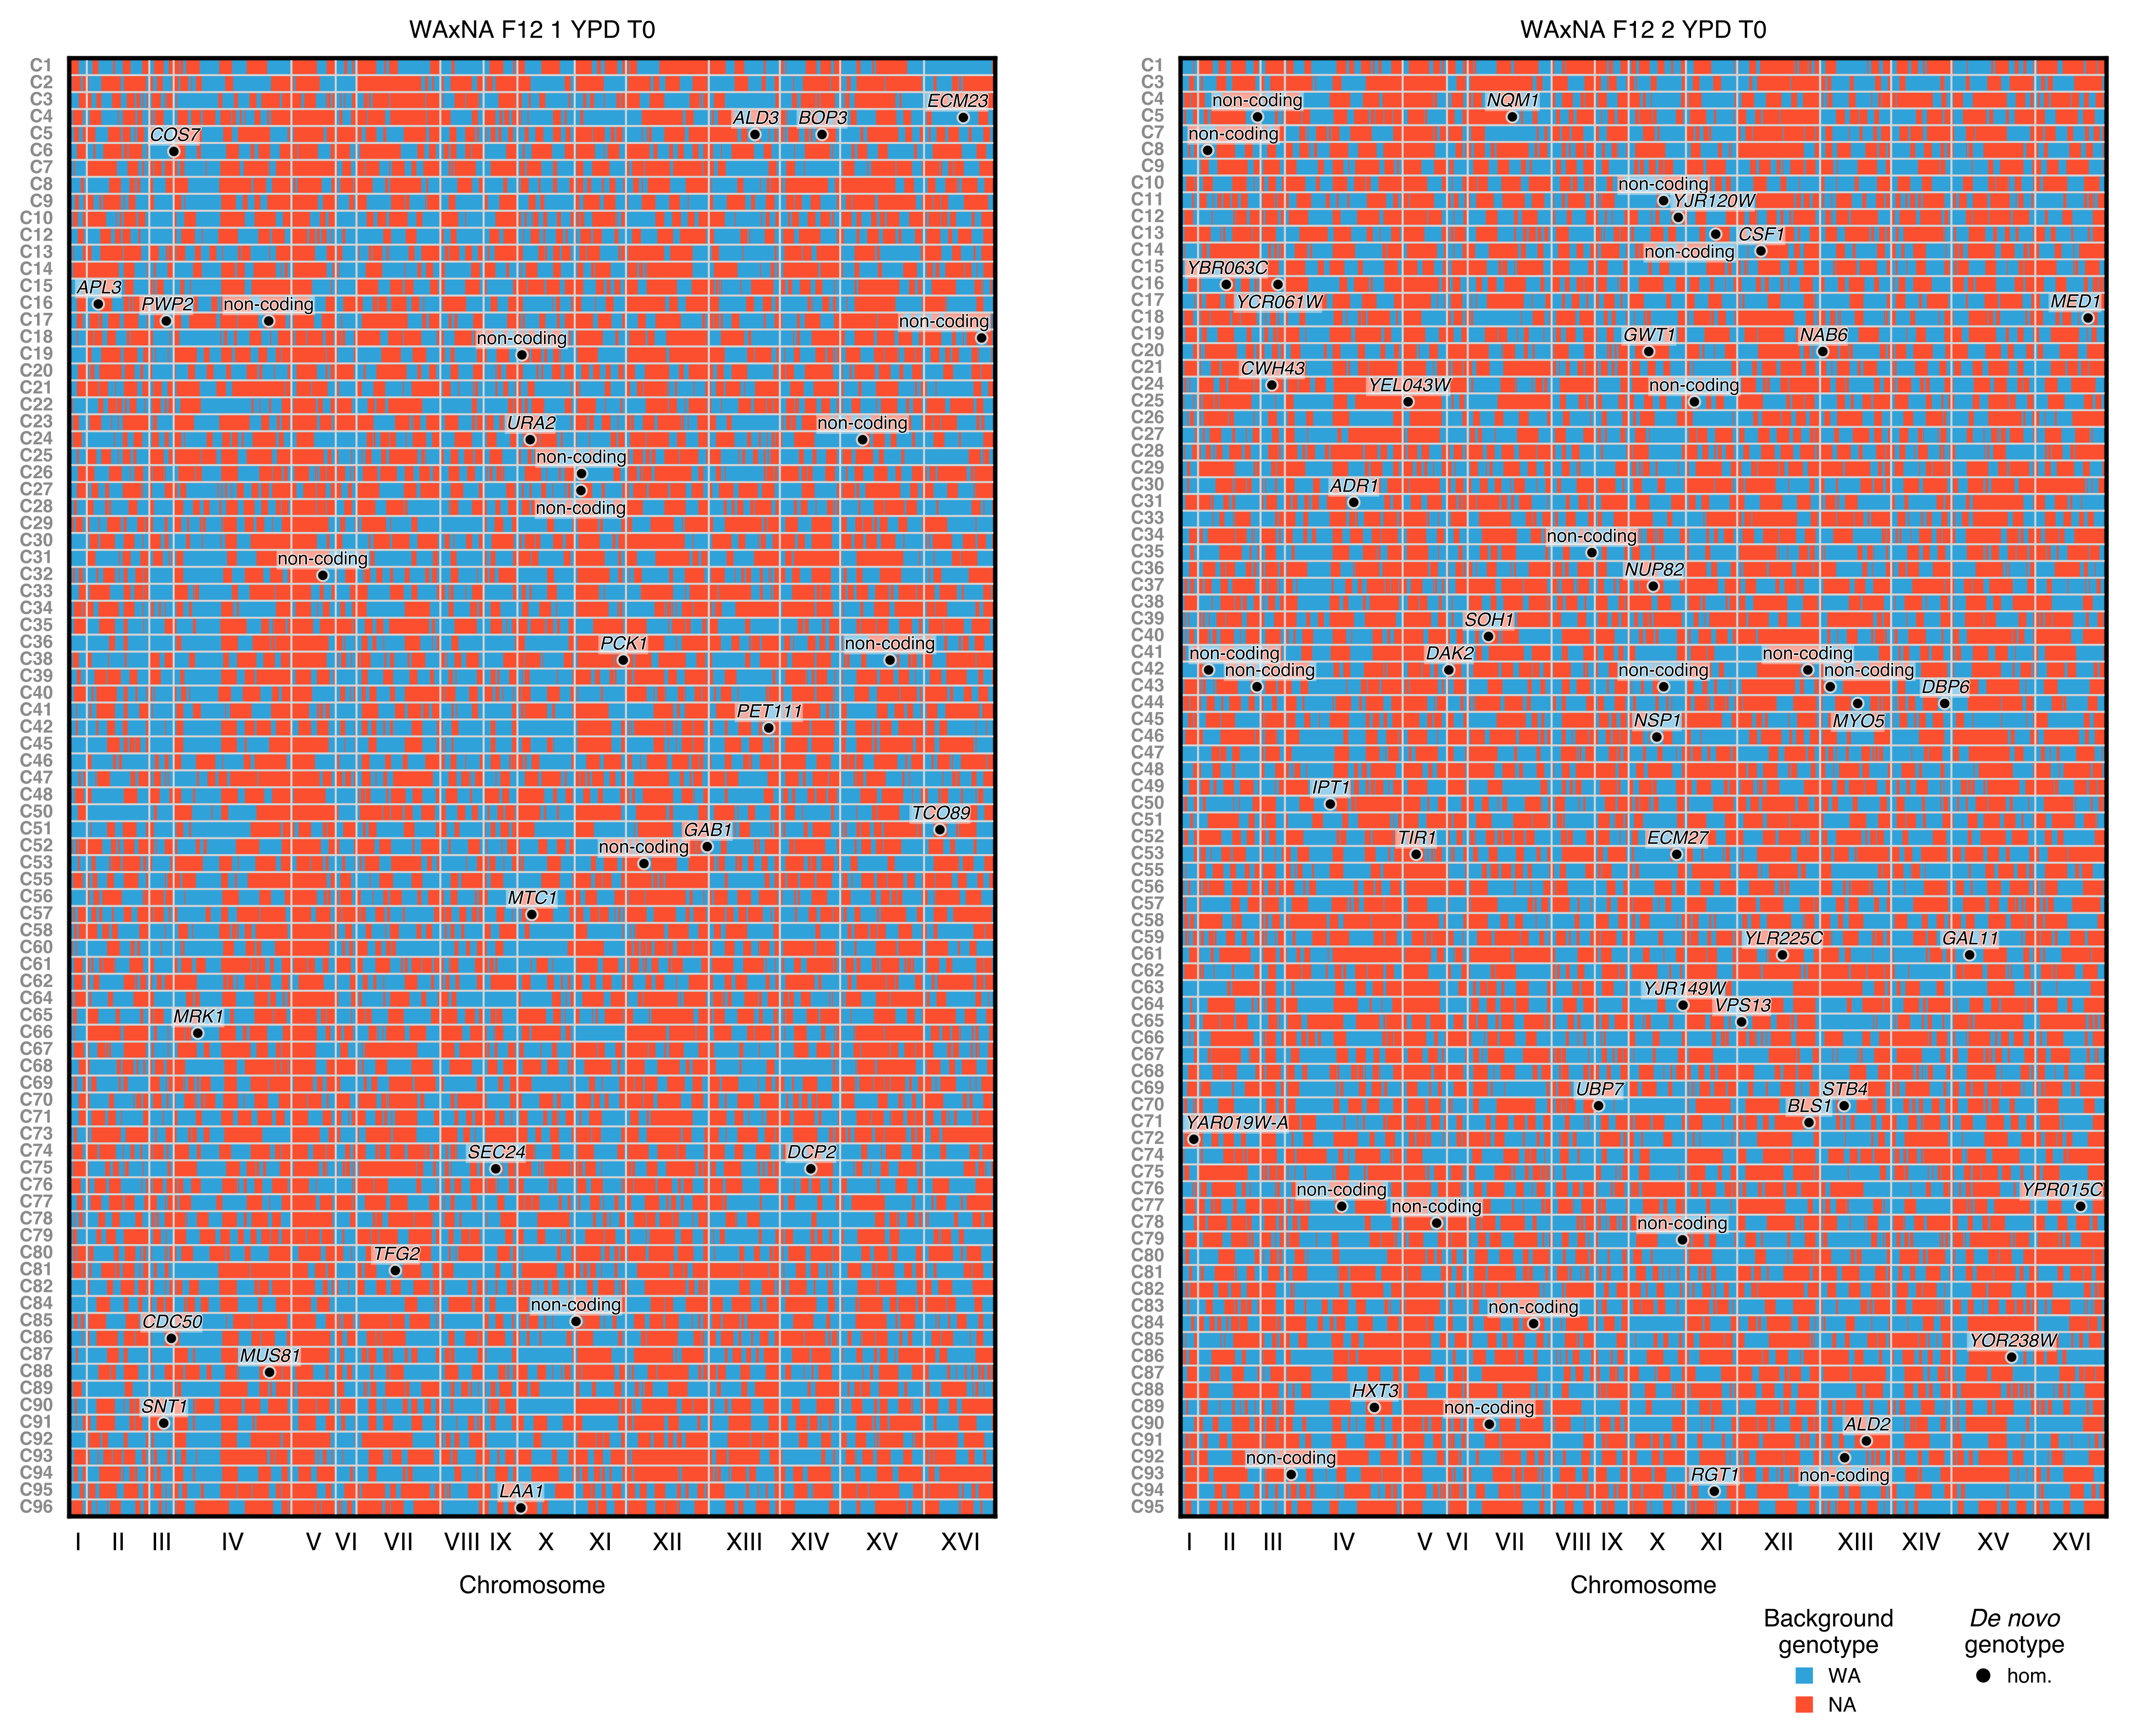 WAxNA F12 1 YPD T0
C1
C2
C3
ECM23
C4
ALD3 BOP3
C5
COS7
C6
C7
C8
C9
C10
C12
C13
C14
C15
APL3
C16
PWP2 non-coding
C17
non-coding
C18
non-coding
C19
C20
C21
C22
C23
URA2 non-coding
C24
C25
non-coding
C26
C27
C28
non-coding
C29
C30
C31
non-coding
C32
C33
C34
C35
C36
PCK1 non-coding
C38
C39
C40
C41
PET111
C42
C45
C46
C47
C48
C50
TCO89
C51
GAB1
C52
non-coding
C53
C55
C56
MTC1
C57
C58
C60
C61
C62
C64
C65
MRK1
C66
C67
C68
C69
C70
C71
C73
C74
SEC24 DCP2
C75
C76
C77
C78
C79
C80
TFG2
C81
C82
C84
non-coding
C85
CDC50
C86
C87
MUS81
C88
C89
C90
SNT1
C91
C92
C93
C94
C95
LAA1
C96
I II III IV V VI VII VIII IX X XI XII XIII XIV XV XVI
Chromosome
WAxNA F12 2 YPD T0
C1
C3
C4
non-coding NQM1
C5
C7
non-coding
C8
C9
C10
non-coding
C11
YJR120W
C12
C13
CSF1
C14
non-coding
C15
YBR063C
C16
C17
YCR061W MED1
C18
C19
GWT1 NAB6
C20
C21
CWH43
C24
YEL043W non-coding
C25
C26
C27
C28
C29
C30
ADR1
C31
C33
C34
non-coding
C35
C36
NUP82
C37
C38
C39
SOH1
C40
C41
non-coding DAK2 non-coding
C42
non-coding non-coding non-coding
C43
DBP6
C44
C45
NSP1 MYO5
C46
C47
C48
C49
IPT1
C50
C51
C52
TIR1 ECM27
C53
C55
C56
C57
C58
C59
YLR225C GAL11
C61
C62
C63
YJR149W
C64
VPS13
C65
C66
C67
C68
C69
UBP7 STB4
C70
BLS1
C71
YAR019W-A
C72
C74
C75
C76
non-coding YPR015C
C77
non-coding
C78
non-coding
C79
C80
C81
C82
C83
non-coding
C84
C85
YOR238W
C86
C87
C88
HXT3
C89
non-coding
C90
ALD2
C91
C92
non-coding
C93
RGT1 non-coding
C94
C95
I II III IV V VI VII VIII IX X XI XII XIII XIV XV XVI
Chromosome
Background
genotype
WA
NA
De novo
genotype
hom.